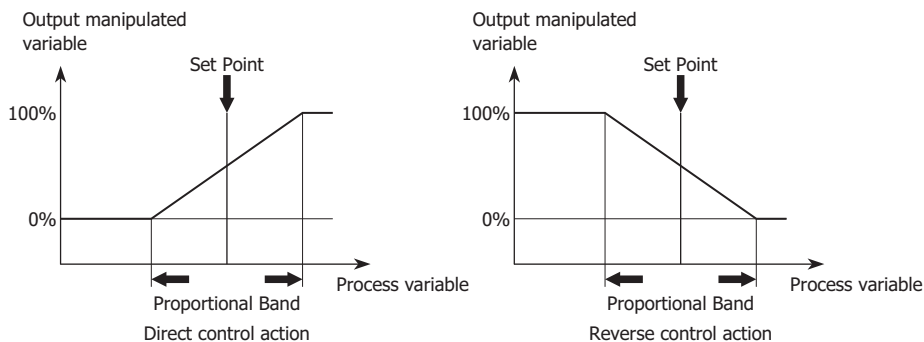 Output manipulated
variable
Set Point
100%
0%
Process variable
Proportional Band
Direct control action
Output manipulated
variable
Set Point
100%
0%
Process variable
Proportional Band
Reverse control action